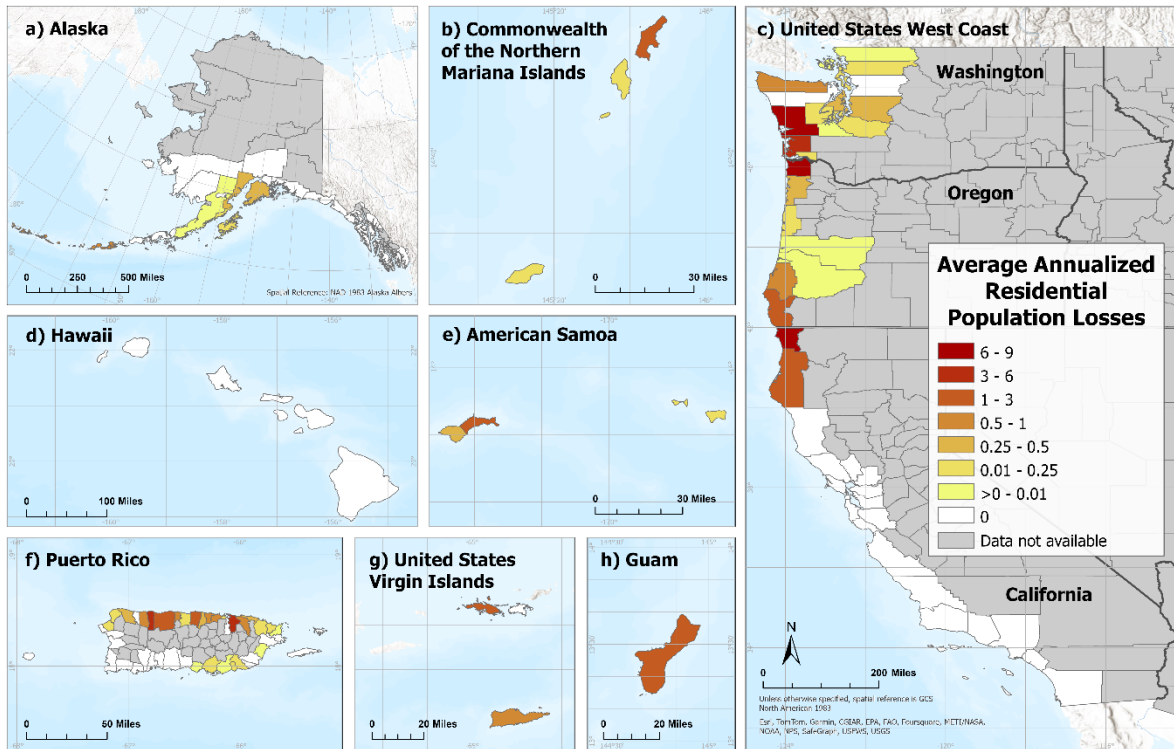 a) Alaska
0 250 500 Miles
Spatial Reference: NAD 1983 Alaska Albers
b) Commonwealth
of the Northern
Mariana Islands
145°20'
146°
0 30 Miles
c) United States West Coast
Washington
Oregon
California
Average Annualized
Residential
Population Losses
6 - 9
3 - 6
1 - 3
0.5 - 1
0.25 - 0.5
0.01 - 0.25
>0 - 0.01
0
Data not available
N
0 200 Miles
Unless otherwise specified, spatial reference is GCS
North American 1983
Esri, TomTom, Garmin, CGIAR, EPA, FAO, Foursquare, METI/NASA,
NOAA, NPS, SafeGraph, USFWS, USGS
d) Hawaii
0 100 Miles
e) American Samoa
0 30 Miles
f) Puerto Rico
0 50 Miles
g) United States
Virgin Islands
0 20 Miles
h) Guam
0 20 Miles